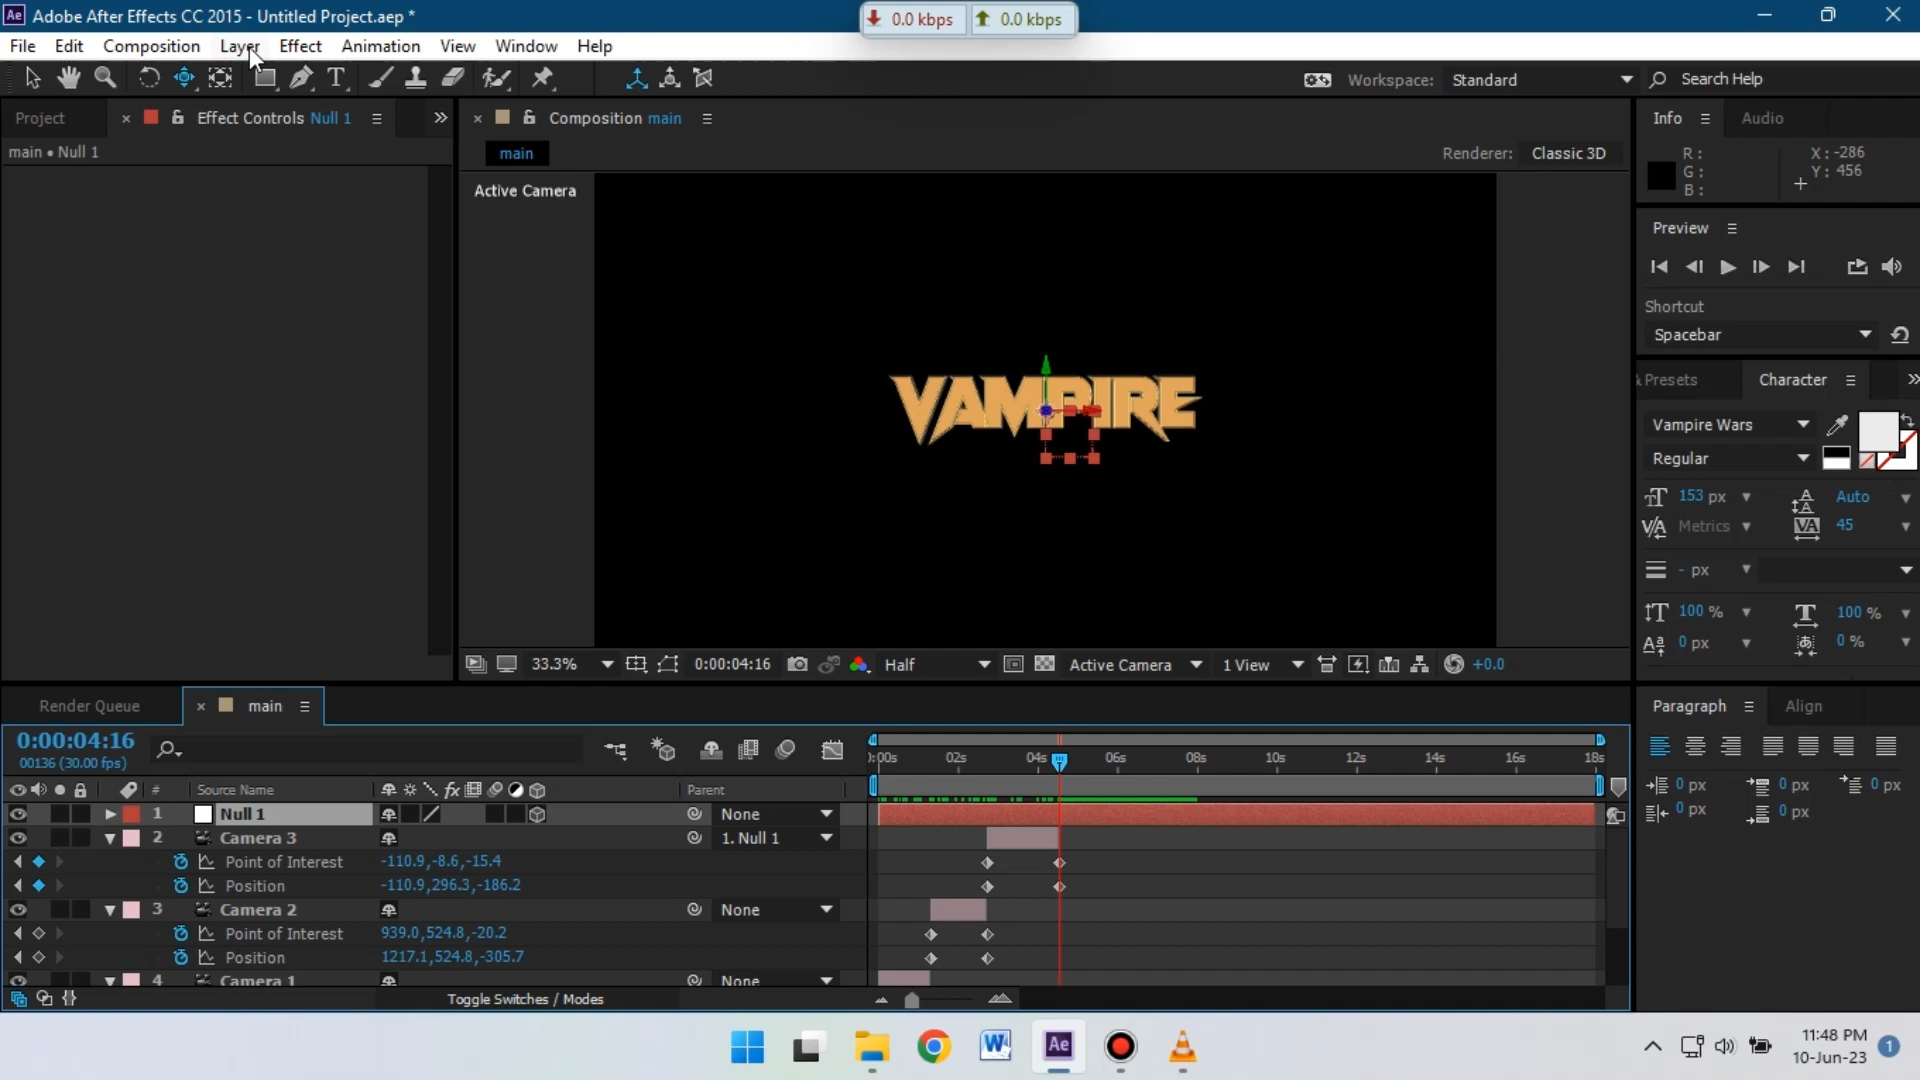 Ae Adobe After Effects CC 2015 - Untitled Project.aep *
0.0 kbps 0.0 kbps
File Edit Composition Layer Effect Animation View Window Help
T Workspace: Standard Search Help
Project Effect Controls Null 1
Composition main
Info Audio
main • Null 1
main
Renderer: Classic 3D
R: X: -286
G: Y: 456
B:
Active Camera
Preview
Shortcut
Spacebar
& Presets Character
VAMPIRE
Vampire Wars
Regular
153 px Auto
Metrics 45
- px
100 % 100 %
0 px 0 %
33.3% 0:00:04:16 Half Active Camera 1 View +0.0
Render Queue main
Paragraph Align
0:00:04:16
00136 (30.00 fps)
):00s 02s 04s 06s 08s 10s 12s 14s 16s 18s
0 px 0 px 0 px
0 px 0 px
# Source Name fx Parent
1 Null 1 None
2 Camera 3 1. Null 1
Point of Interest -110.9,-8.6,-15.4
Position -110.9,296.3,-186.2
3 Camera 2 None
Point of Interest 939.0,524.8,-20.2
Position 1217.1,524.8,-305.7
4 Camera 1 None
Toggle Switches / Modes
W Ae
11:48 PM
10-Jun-23 1